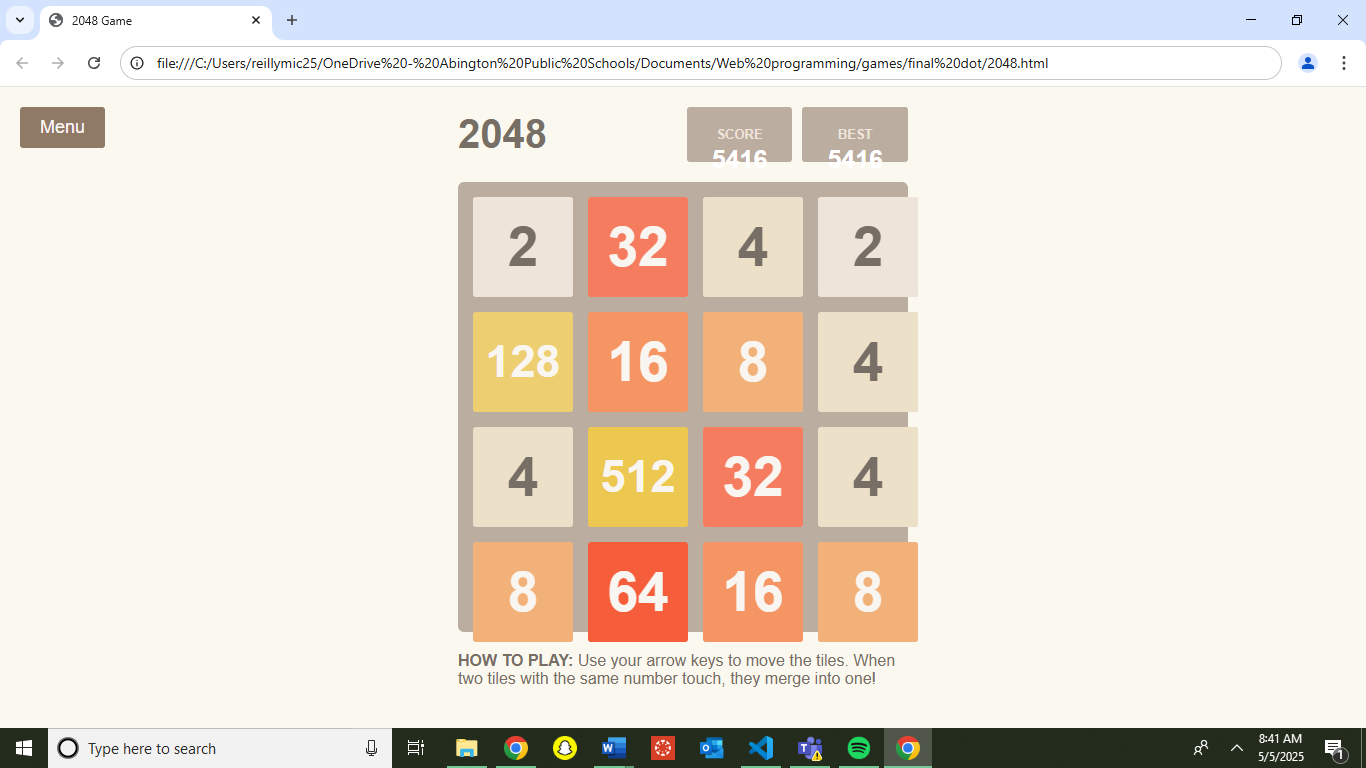 2048 Game
file:///C:/Users/reillymic25/OneDrive%20-%20Abington%20Public%20Schools/Documents/Web%20programming/games/final%20dot/2048.html
Menu
2048
SCORE
5416
BEST
5416
2 32 4 2
128 16 8 4
4 512 32 4
8 64 16 8
HOW TO PLAY: Use your arrow keys to move the tiles. When
two tiles with the same number touch, they merge into one!
Type here to search
8:41 AM
5/5/2025
1